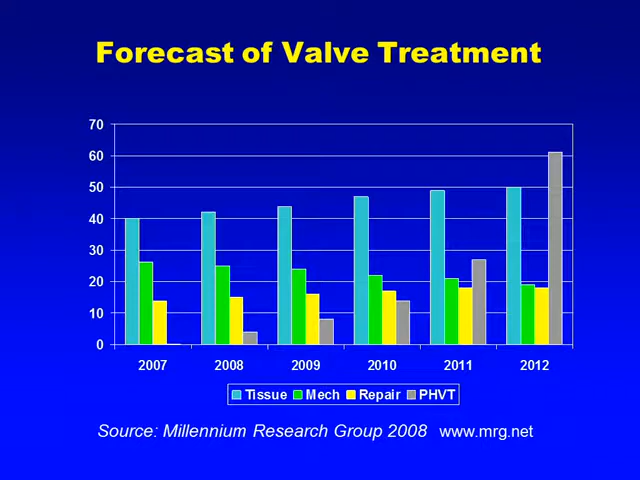 Forecast of Valve Treatment
70
60
50
40
30
20
10
0
2007 2008 2009 2010 2011 2012
Tissue Mech Repair PHVT
Source: Millennium Research Group 2008 www.mrg.net